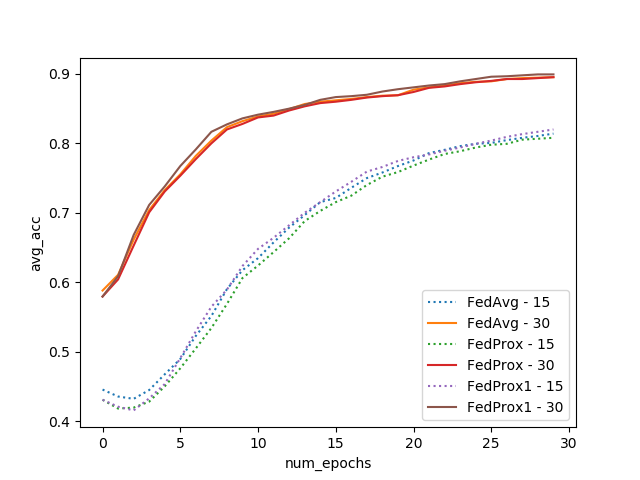 0.9
0.8
0.7
0.6
0.5
0.4
avg_acc
0 5 10 15 20 25 30
num_epochs
FedAvg - 15
FedAvg - 30
FedProx - 15
FedProx - 30
FedProx1 - 15
FedProx1 - 30